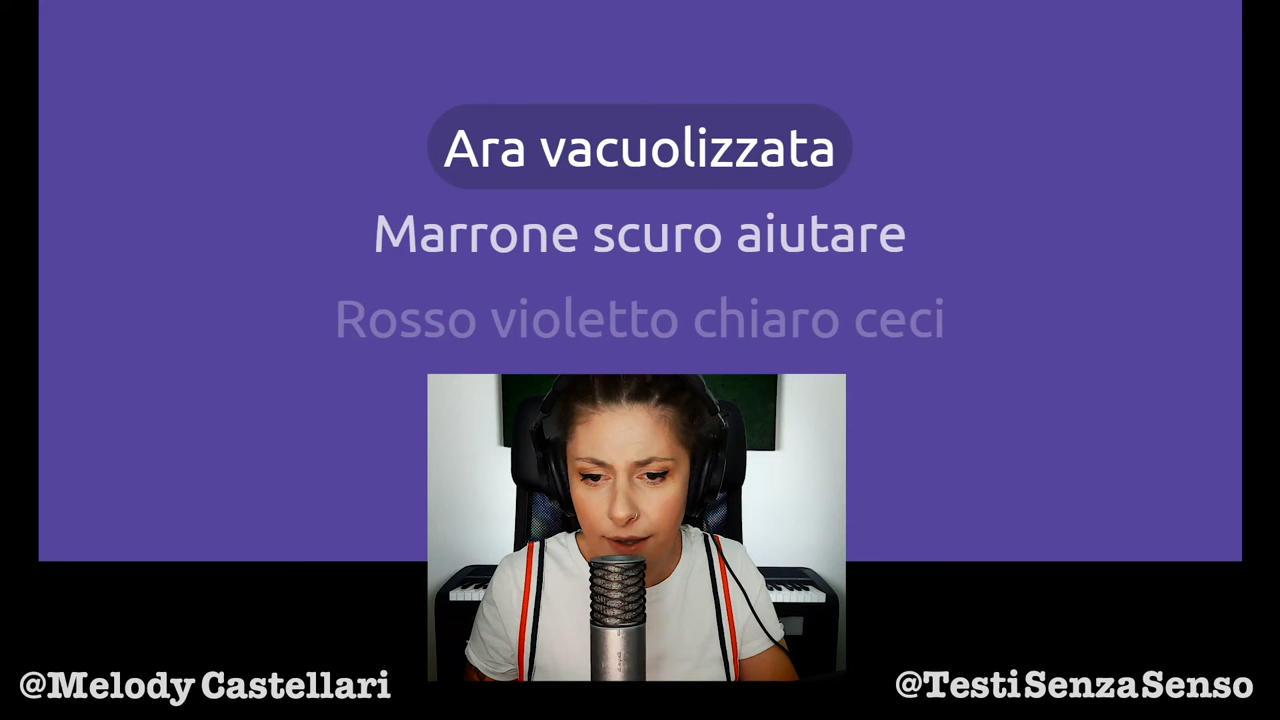 Ara vacuolizzata
Marrone scuro aiutare
Rosso violetto chiaro ceci
@Melody Castellari
@TestiSenzaSenso